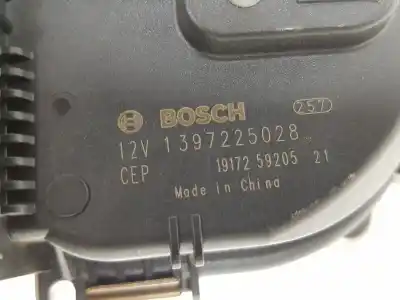 BOSCH 257
12V 1397225028
CEP 19172 59205 21
Made in China